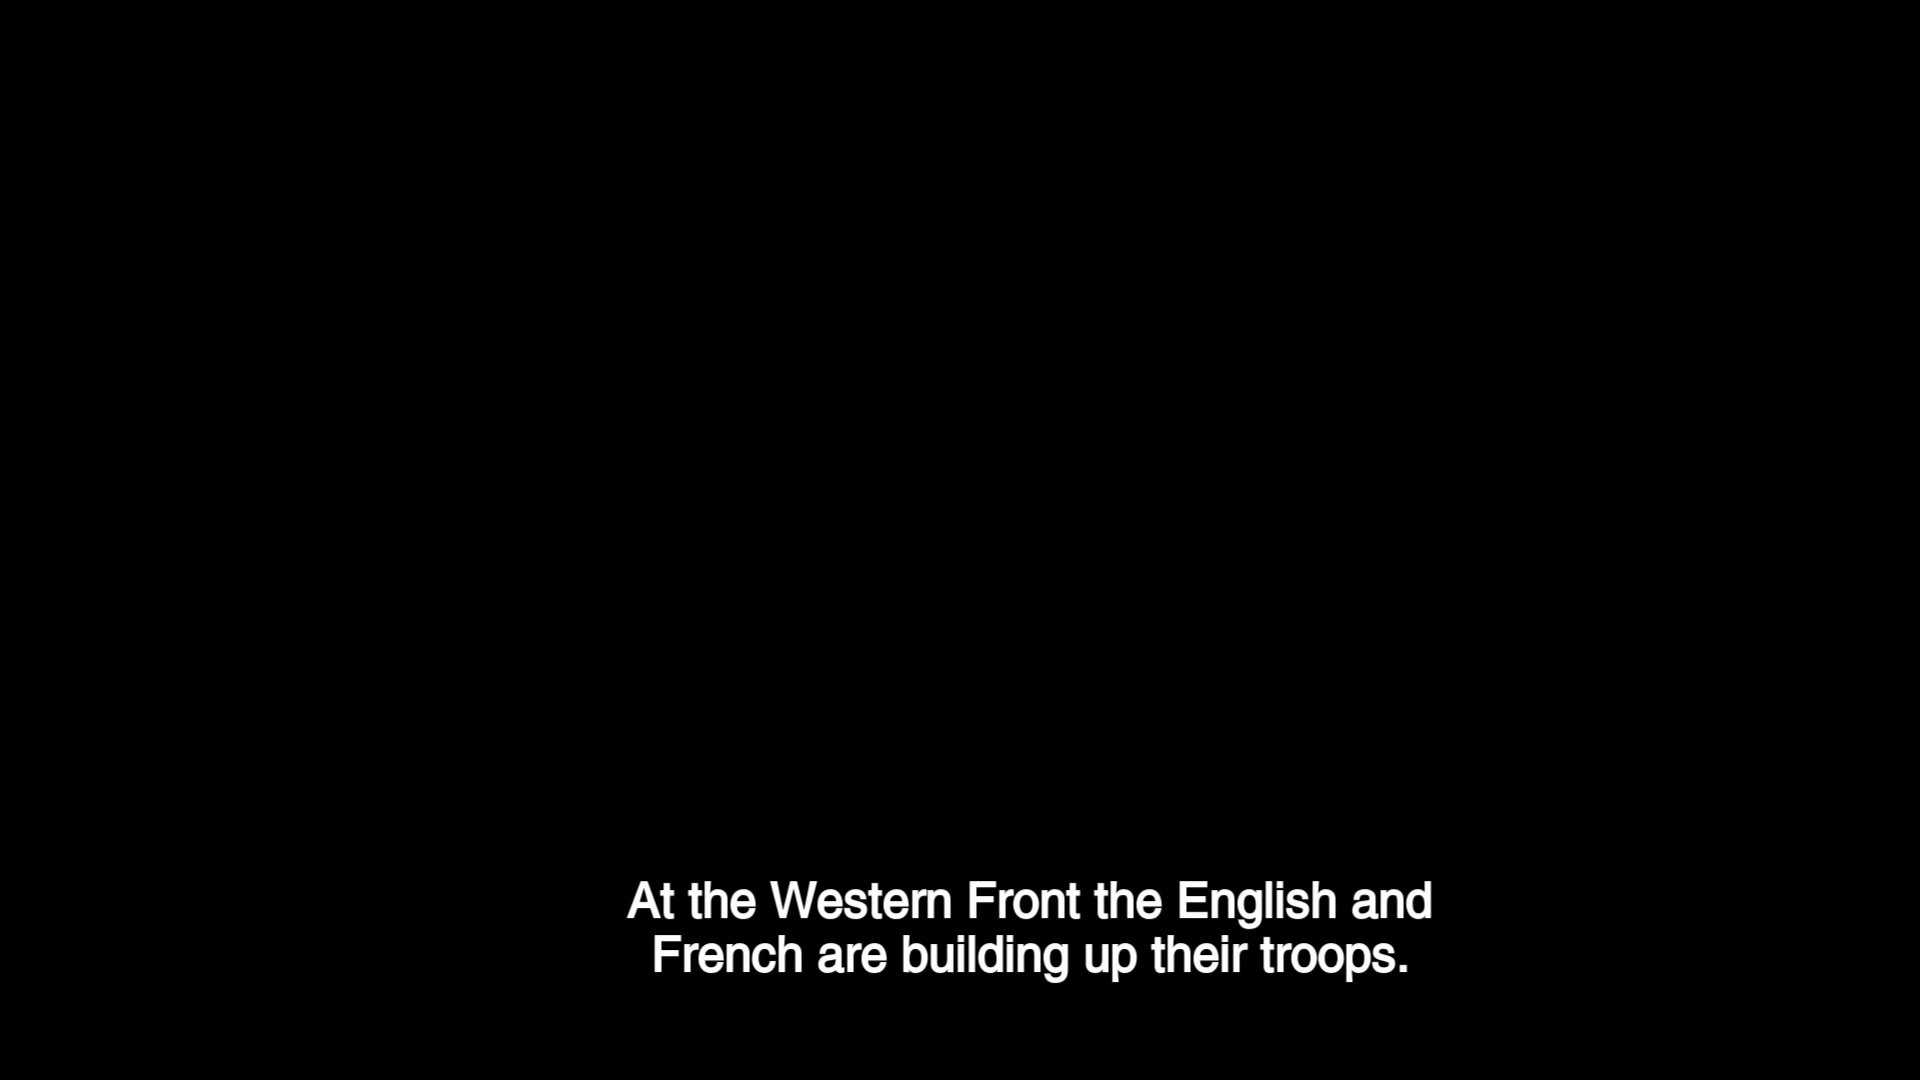 At the Western Front the English and
French are building up their troops.